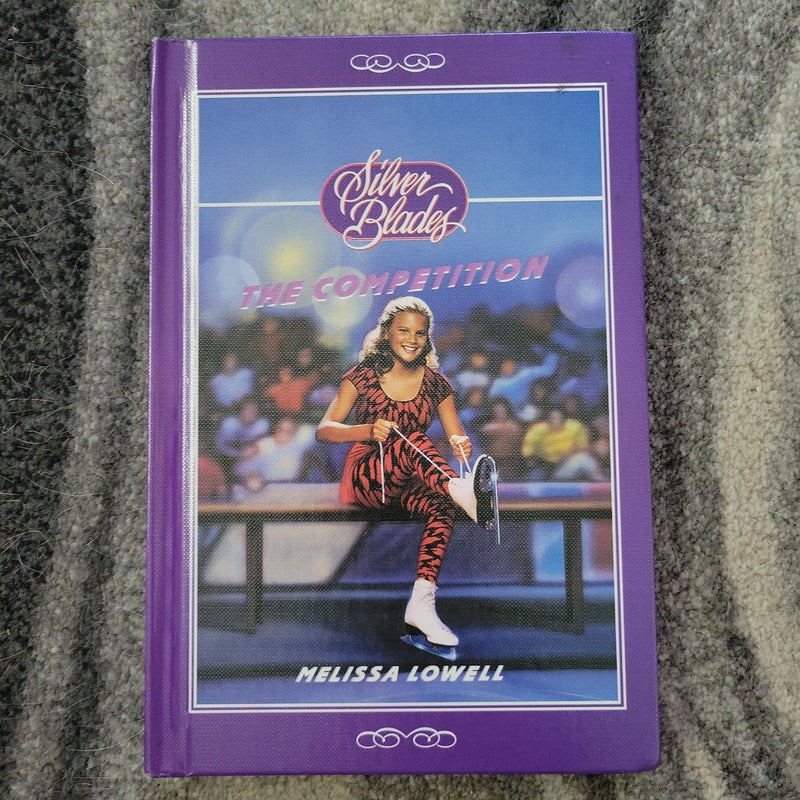 Silver
Blades
THE COMPETITION
MELISSA LOWELL